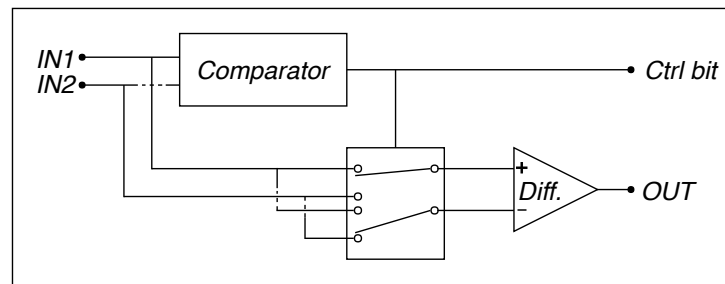 IN1
IN2
Comparator
Ctrl bit
+
Diff.
−
OUT